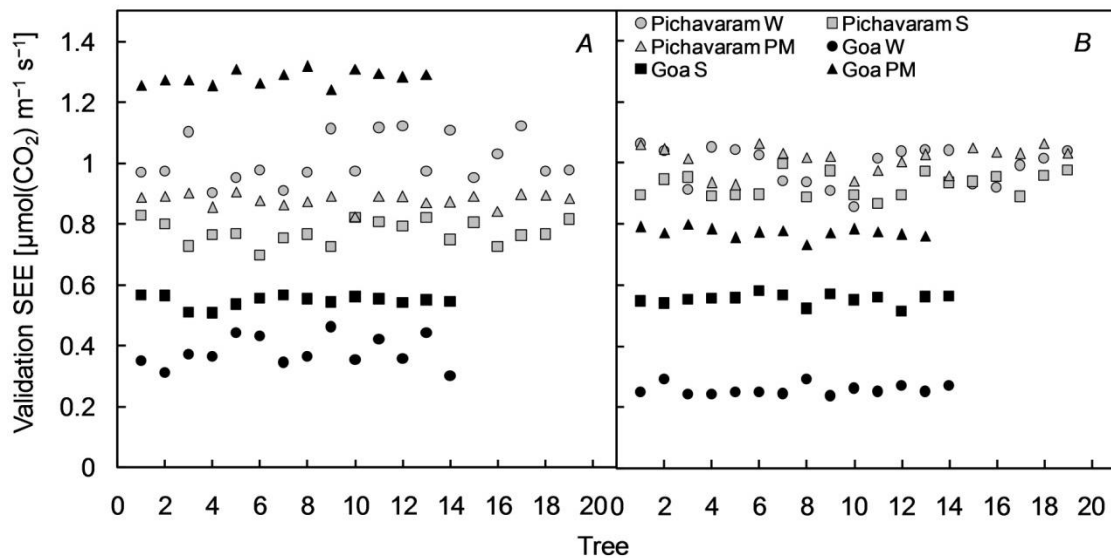 Validation SEE [µmol(CO₂) m⁻¹ s⁻¹]
1.4
1.2
1
0.8
0.6
0.4
0.2
0
A
0 2 4 6 8 10 12 14 16 18 20
B
Pichavaram W
Pichavaram S
Pichavaram PM
Goa W
Goa S
Goa PM
0 2 4 6 8 10 12 14 16 18 20
Tree